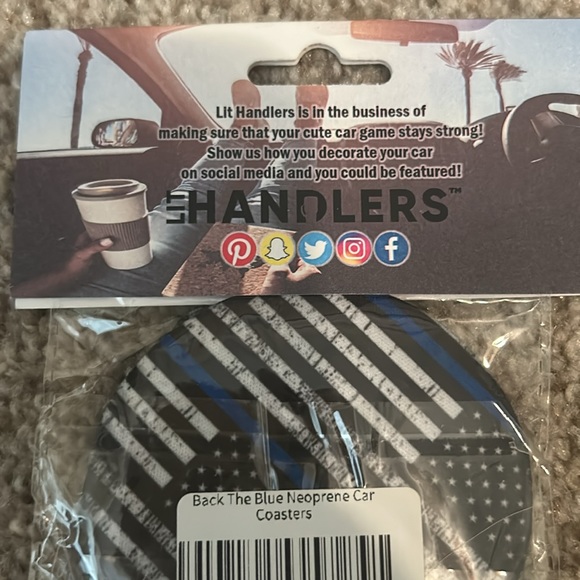 Lit Handlers is in the business of
making sure that your cute car game stays strong!
Show us how you decorate your car
on social media and you could be featured!
LIT HANDLERS™
Back The Blue Neoprene Car
Coasters